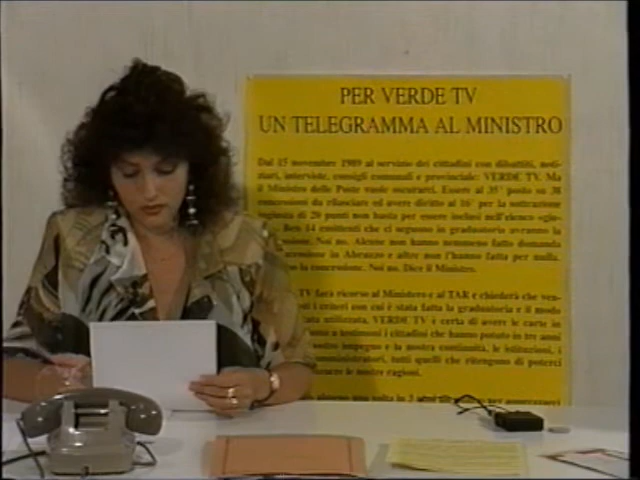 PER VERDE TV
UN TELEGRAMMA AL MINISTRO
Dal 15 novembre 1989 al servizio dei cittadini con dibattiti, noti-
ziari, interviste, consigli comunali e provinciale: VERDE TV. Ma
il Ministro delle Poste vuole oscurarci. Essere al 35° posto su 38
concessioni da rilasciare ed avere diritto al 16° per la sottrazione
di 20 punti non basta per essere inclusi nell'elenco
Ben 14 emittenti che ci seguono in graduatoria avranno la
Noi no. Alcune non hanno nemmeno fatto domanda
in Abruzzo e altre non l'hanno fatta per nulla.
la concessione. Noi no. Dice il Ministro.
TV farà ricorso al Ministero e al TAR e chiederà che ven-
i criteri con cui è stata fatta la graduatoria e il modo
stata utilizzata. VERDE TV è certa di avere le carte in
a testimoni i cittadini che hanno potuto in tre anni
nostro impegno e la nostra continuità, le istituzioni, i
amministratori, tutti quelli che ritengono di poterci
le nostre ragioni.